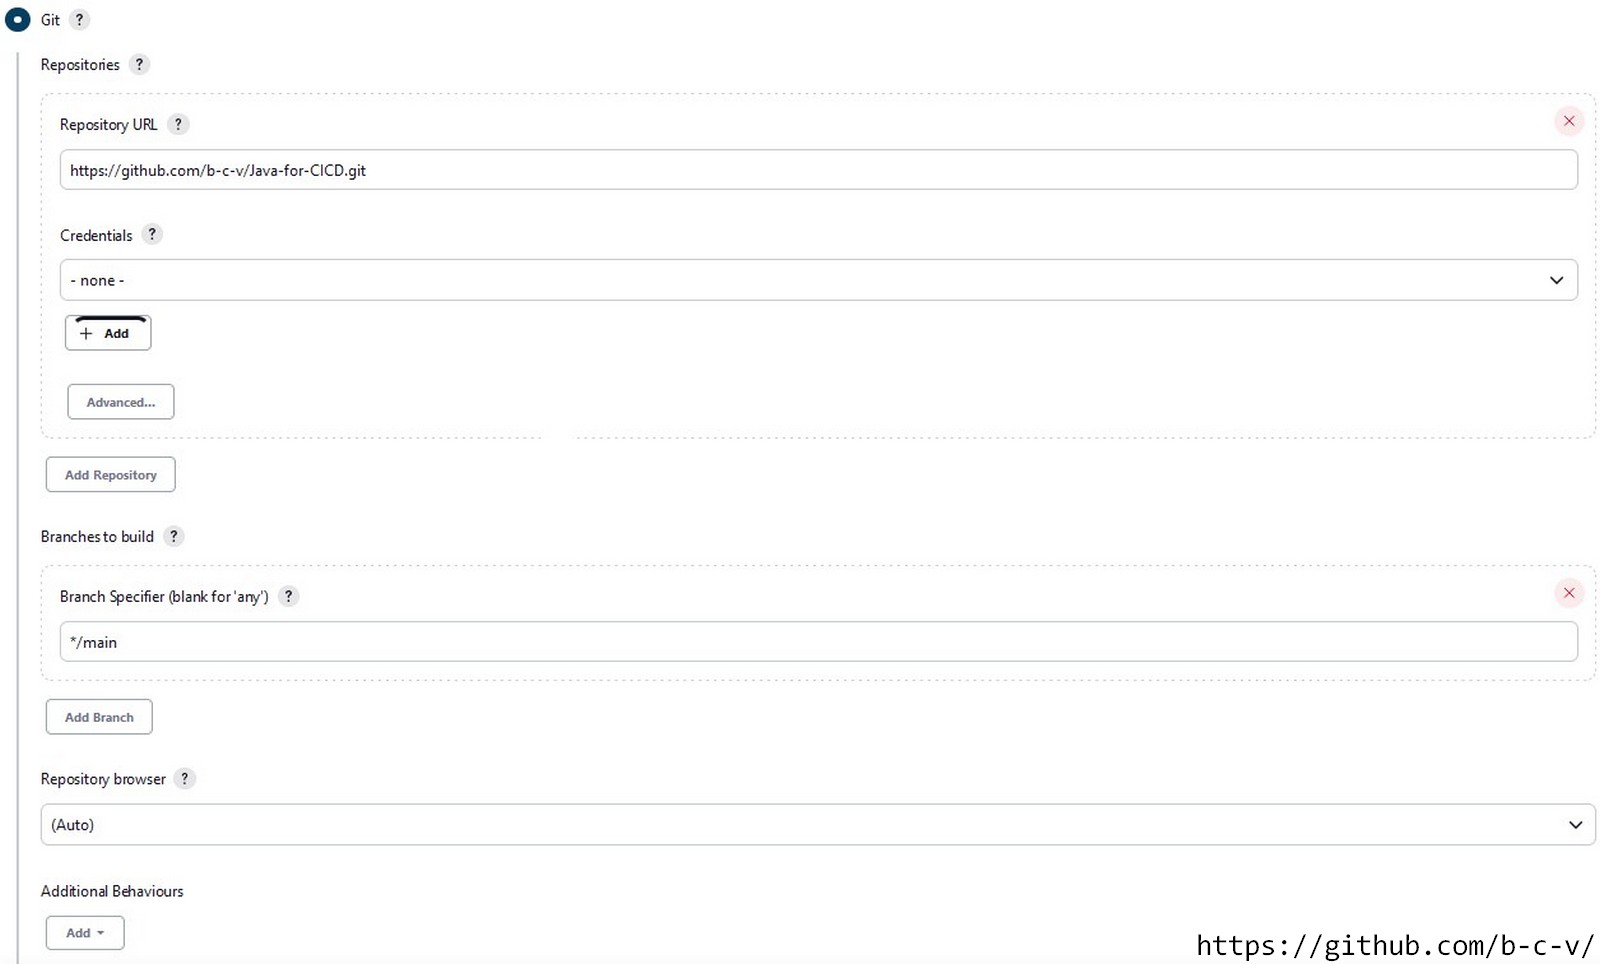 Git ?
Repositories ?
Repository URL ?
https://github.com/b-c-v/Java-for-CICD.git
Credentials ?
- none -
+ Add
Advanced...
Add Repository
Branches to build ?
Branch Specifier (blank for 'any') ?
*/main
Add Branch
Repository browser ?
(Auto)
Additional Behaviours
Add
https://github.com/b-c-v/